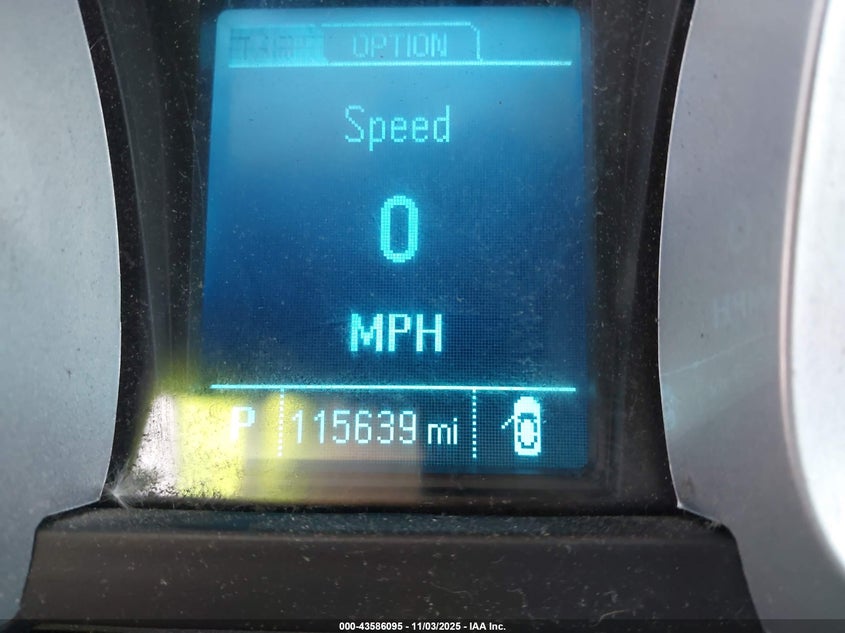 OPTION
Speed
0
MPH
P 115639 mi
000-43586095 - 11/03/2025 - IAA Inc.